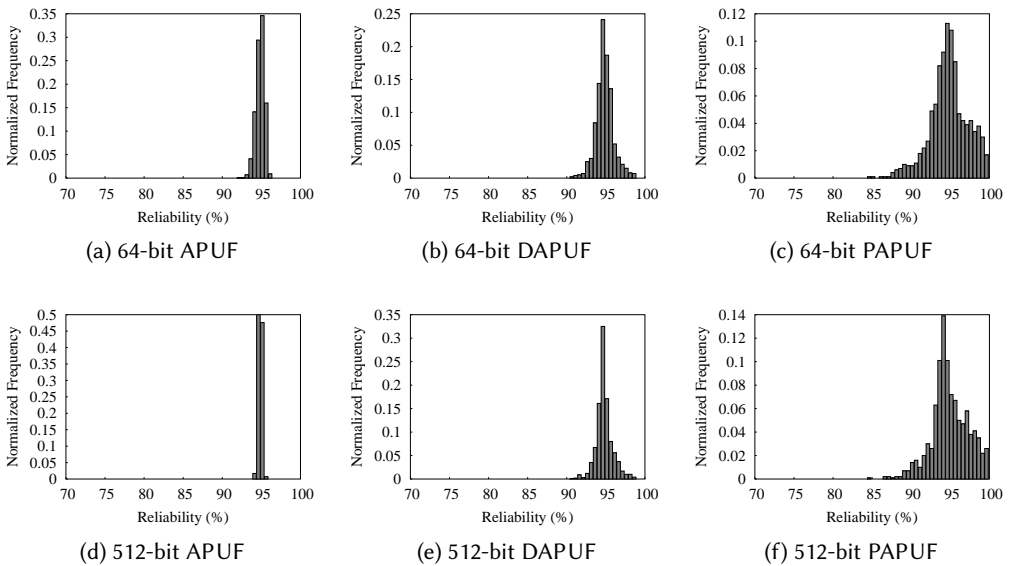 0.35
0.3
0.25
0.2
0.15
0.1
0.05
0
Normalized Frequency
70 75 80 85 90 95 100
Reliability (%)
(a) 64-bit APUF
0.25
0.2
0.15
0.1
0.05
0
Normalized Frequency
70 75 80 85 90 95 100
Reliability (%)
(b) 64-bit DAPUF
0.12
0.1
0.08
0.06
0.04
0.02
0
Normalized Frequency
70 75 80 85 90 95 100
Reliability (%)
(c) 64-bit PAPUF
0.5
0.45
0.4
0.35
0.3
0.25
0.2
0.15
0.1
0.05
0
Normalized Frequency
70 75 80 85 90 95 100
Reliability (%)
(d) 512-bit APUF
0.35
0.3
0.25
0.2
0.15
0.1
0.05
0
Normalized Frequency
70 75 80 85 90 95 100
Reliability (%)
(e) 512-bit DAPUF
0.14
0.12
0.1
0.08
0.06
0.04
0.02
0
Normalized Frequency
70 75 80 85 90 95 100
Reliability (%)
(f) 512-bit PAPUF